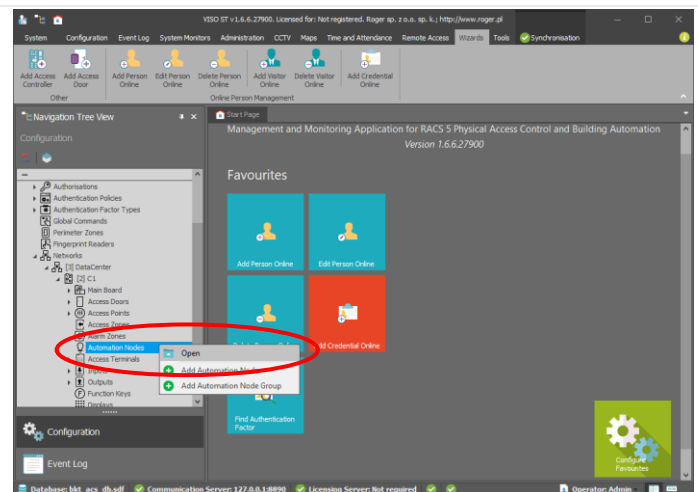 VISO ST v1.6.6.27900. Licensed for: Not registered. Roger sp. z o.o. sp. k.; http://www.roger.pl
System Configuration Event Log System Monitors Administration CCTV Maps Time and Attendance Remote Access Wizards Tools Synchronisation
Add Access Controller
Add Access Door
Add Person Online
Edit Person Online
Delete Person Online
Add Visitor Online
Delete Visitor Online
Add Credential Online
Other
Online Person Management
Navigation Tree View
Start Page
Configuration
Management and Monitoring Application for RACS 5 Physical Access Control and Building Automation
Version 1.6.6.27900
Authorisations
Authentication Policies
Authentication Factor Types
Global Commands
Perimeter Zones
Fingerprint Readers
Networks
[3] DataCenter
[2] C1
Main Board
Access Doors
Access Points
Access Zones
Alarm Zones
Automation Nodes
Access Terminals
Inputs
Outputs
Function Keys
Displays
Open
Add Automation Node
Add Automation Node Group
Favourites
Add Person Online
Edit Person Online
Add Credential Online
Find Authentication
Factor
Configure
Favourites
Configuration
Event Log
Database: bkt_acs_db.sdf Communication Server: 127.0.0.1:8890 Licensing Server: Not required Operator: Admin